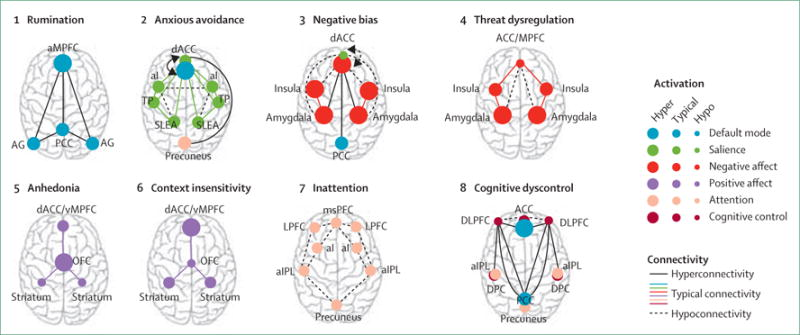 1 Rumination
aMPFC
AG
PCC
AG
2 Anxious avoidance
dACC
aI
aI
TP
TP
SLEA
SLEA
Precuneus
3 Negative bias
dACC
Insula
Insula
Amygdala
Amygdala
PCC
4 Threat dysregulation
ACC/MPFC
Insula
Insula
Amygdala
Amygdala
5 Anhedonia
dACC/vMPFC
OFC
Striatum
Striatum
6 Context insensitivity
dACC/vMPFC
OFC
Striatum
Striatum
7 Inattention
msPFC
LPFC
LPFC
aI
aI
aIPL
aIPL
Precuneus
8 Cognitive dyscontrol
ACC
DLPFC
DLPFC
aIPL
aIPL
DPC
DPC
PCC
Precuneus
Activation
Hyper
Typical
Hypo
Default mode
Salience
Negative affect
Positive affect
Attention
Cognitive control
Connectivity
Hyperconnectivity
Typical connectivity
Hypoconnectivity